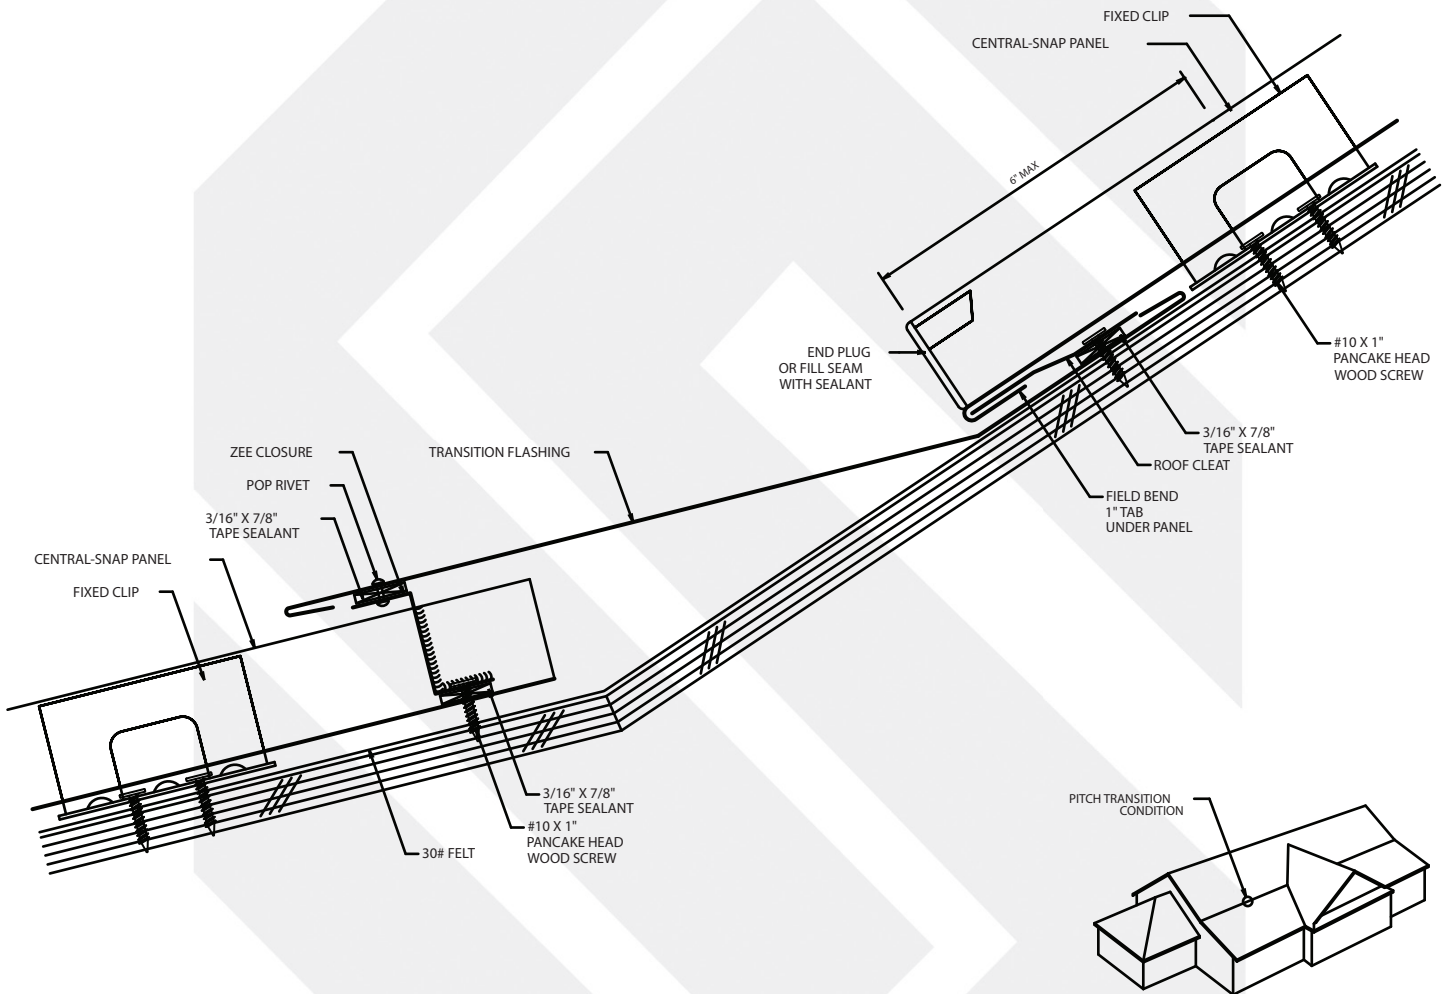 FIXED CLIP
CENTRAL-SNAP PANEL
6" MAX
END PLUG
OR FILL SEAM
WITH SEALANT
#10 X 1"
PANCAKE HEAD
WOOD SCREW
3/16" X 7/8"
TAPE SEALANT
ROOF CLEAT
FIELD BEND
1" TAB
UNDER PANEL
ZEE CLOSURE
TRANSITION FLASHING
POP RIVET
3/16" X 7/8"
TAPE SEALANT
CENTRAL-SNAP PANEL
FIXED CLIP
3/16" X 7/8"
TAPE SEALANT
#10 X 1"
PANCAKE HEAD
WOOD SCREW
30# FELT
PITCH TRANSITION
CONDITION